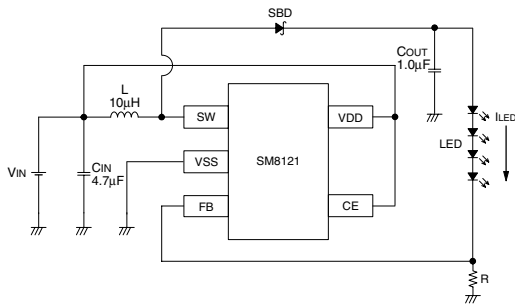 SBD
COUT
1.0μF
L
10μH
SW
VDD
ILED
LED
VSS
SM8121
VIN
CIN
4.7μF
FB
CE
R